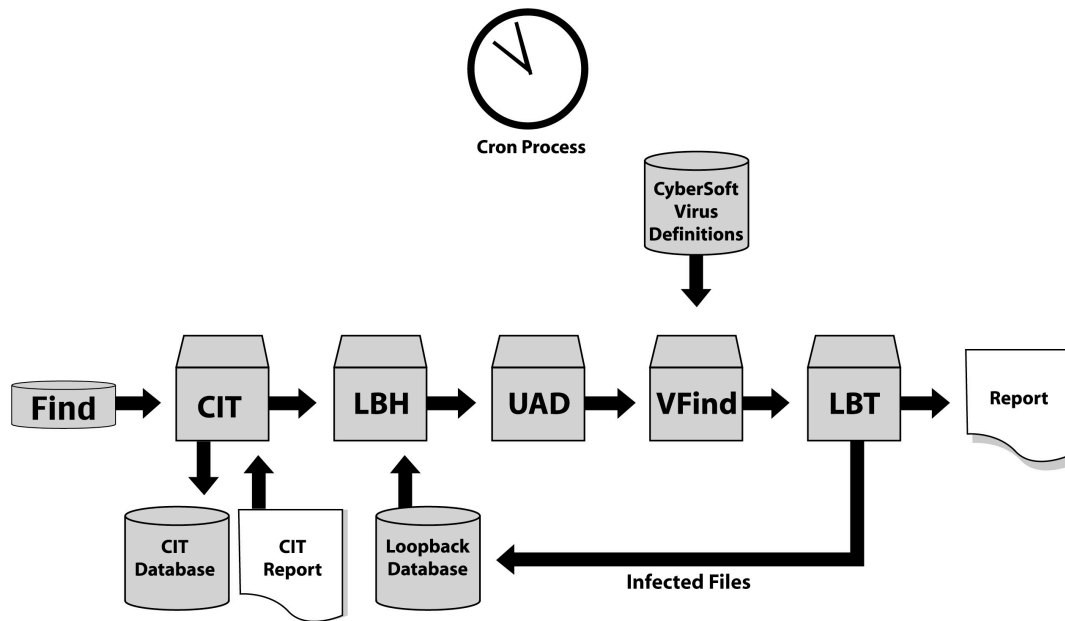 Cron Process
CyberSoft
Virus
Definitions
Find
CIT
LBH
UAD
VFind
LBT
Report
CIT
Database
CIT
Report
Loopback
Database
Infected Files